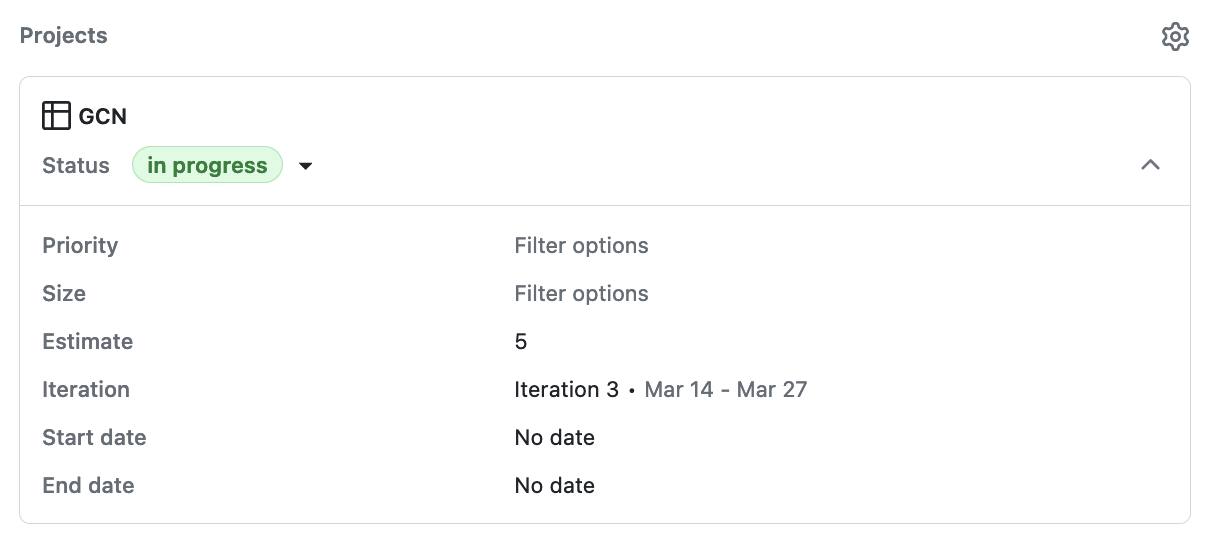 Projects
GCN
Status in progress
Priority Filter options
Size Filter options
Estimate 5
Iteration Iteration 3 • Mar 14 - Mar 27
Start date No date
End date No date